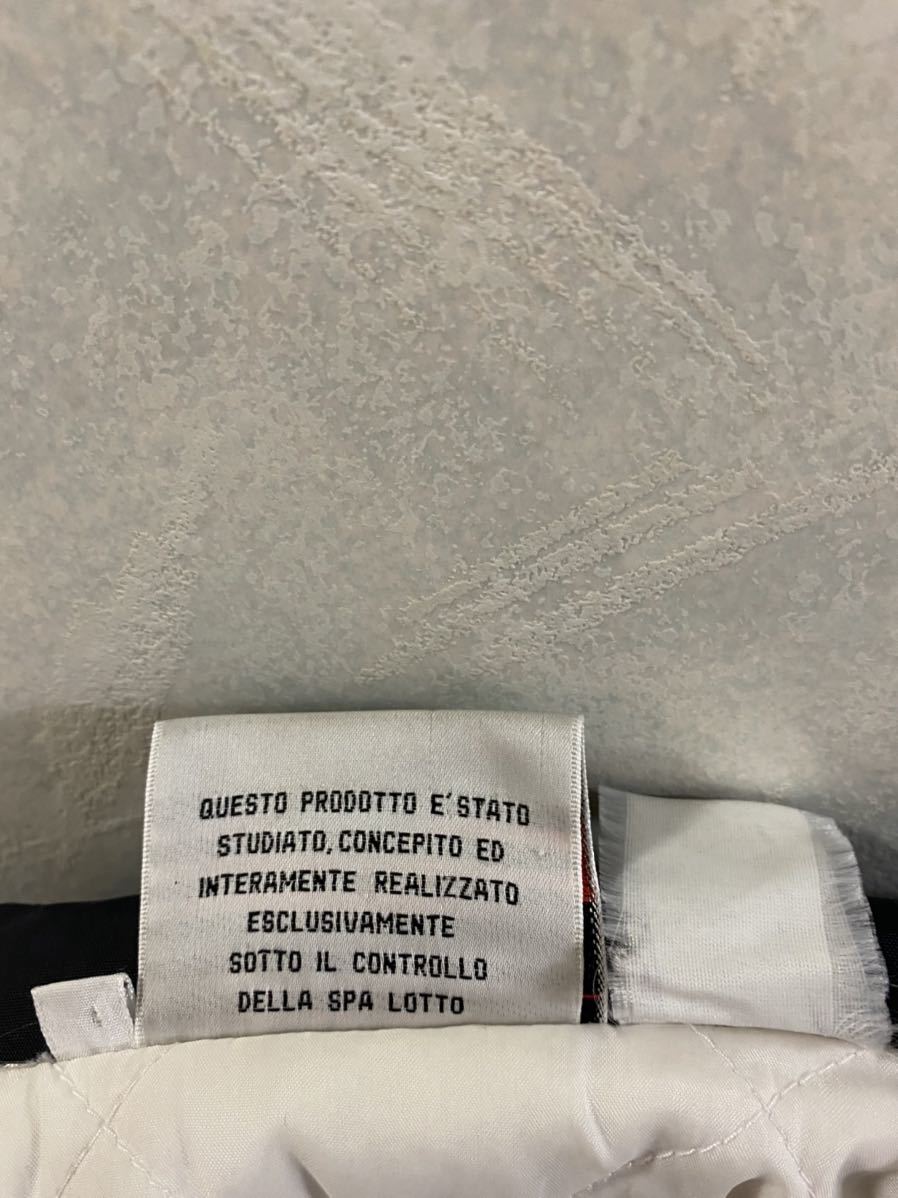 QUESTO PRODOTTO E' STATO
STUDIATO, CONCEPITO ED
INTERAMENTE REALIZZATO
ESCLUSIVAMENTE
SOTTO IL CONTROLLO
DELLA SPA LOTTO